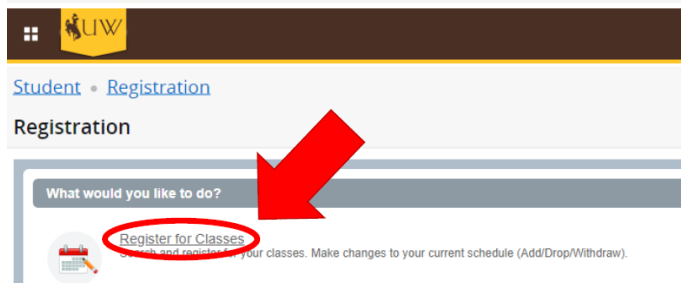 UW
Student • Registration
Registration
What would you like to do?
Register for Classes
Search and register for your classes. Make changes to your current schedule (Add/Drop/Withdraw).